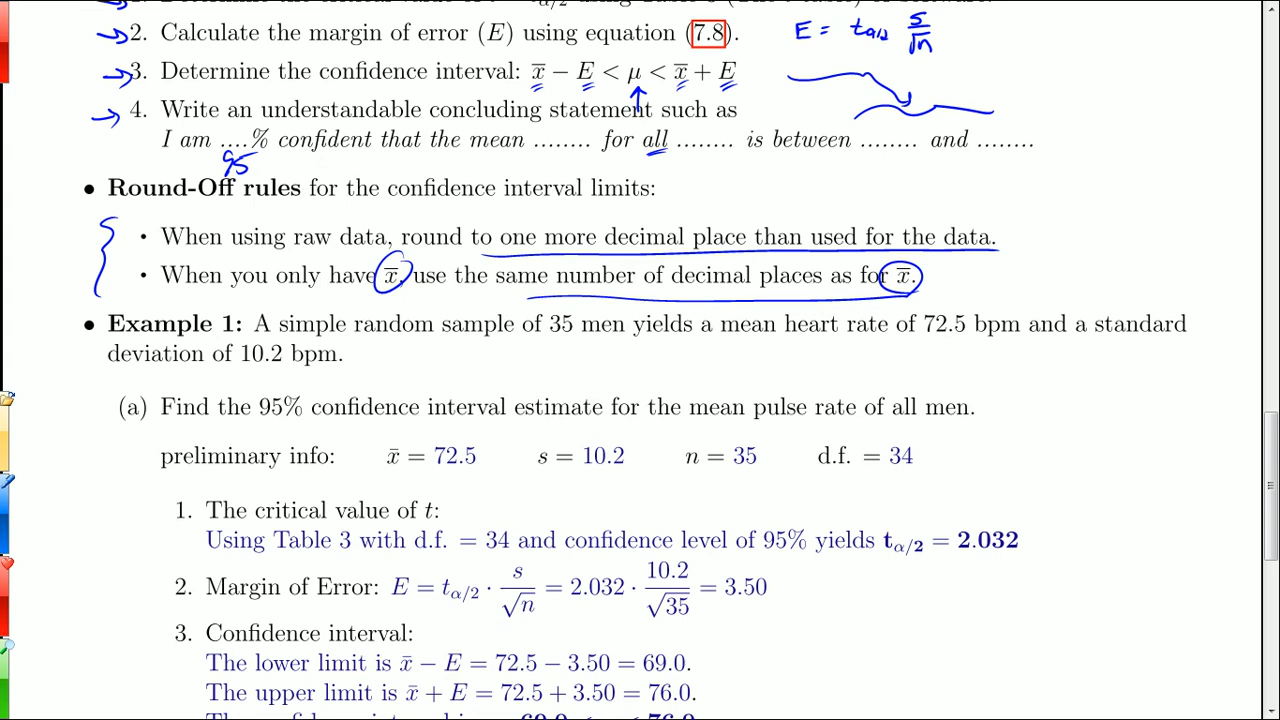 2. Calculate the margin of error (E) using equation (7.8).
E = tα/2 s/√n
3. Determine the confidence interval: x̅ − E < μ < x̅ + E
4. Write an understandable concluding statement such as
I am ....% confident that the mean ........ for all ........ is between ........ and ........
95
• Round-Off rules for the confidence interval limits:
· When using raw data, round to one more decimal place than used for the data.
· When you only have x̅, use the same number of decimal places as for x̅.
• Example 1: A simple random sample of 35 men yields a mean heart rate of 72.5 bpm and a standard
deviation of 10.2 bpm.
(a) Find the 95% confidence interval estimate for the mean pulse rate of all men.
preliminary info: x̄ = 72.5 s = 10.2 n = 35 d.f. = 34
1. The critical value of t:
Using Table 3 with d.f. = 34 and confidence level of 95% yields tα/2 = 2.032
2. Margin of Error: E = tα/2 · s/√n = 2.032 · 10.2/√35 = 3.50
3. Confidence interval:
The lower limit is x̄ − E = 72.5 − 3.50 = 69.0.
The upper limit is x̄ + E = 72.5 + 3.50 = 76.0.